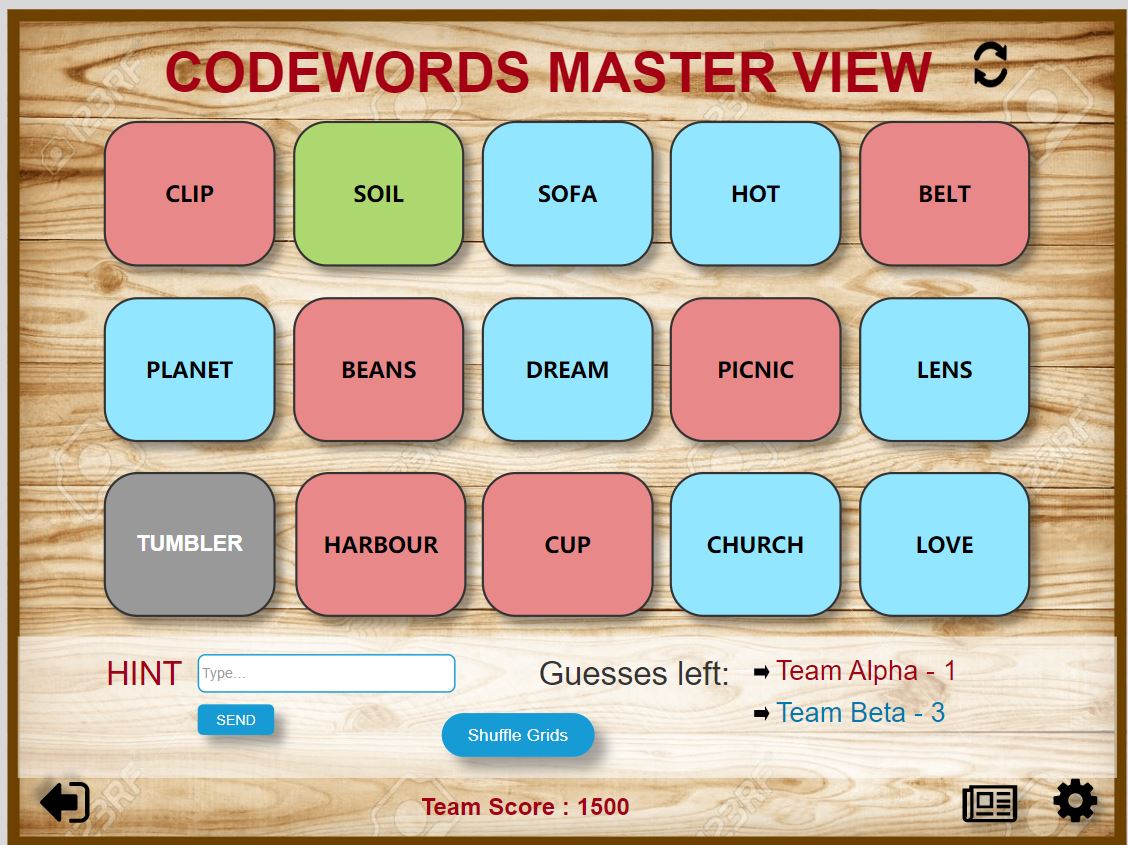 CODEWORDS MASTER VIEW
CLIP SOIL SOFA HOT BELT
PLANET BEANS DREAM PICNIC LENS
TUMBLER HARBOUR CUP CHURCH LOVE
HINT Type... Guesses left: Team Alpha - 1
Team Beta - 3
SEND
Shuffle Grids
Team Score : 1500
123RF